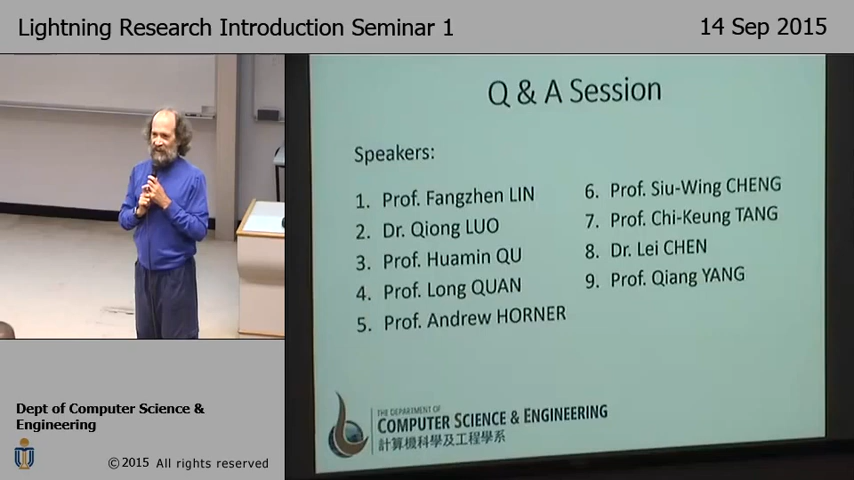 Lightning Research Introduction Seminar 1
14 Sep 2015
Q & A Session
Speakers:
1. Prof. Fangzhen LIN
2. Dr. Qiong LUO
3. Prof. Huamin QU
4. Prof. Long QUAN
5. Prof. Andrew HORNER
6. Prof. Siu-Wing CHENG
7. Prof. Chi-Keung TANG
8. Dr. Lei CHEN
9. Prof. Qiang YANG
THE DEPARTMENT OF
COMPUTER SCIENCE & ENGINEERING
計算機科學及工程學系
Dept of Computer Science &
Engineering
©2015 All rights reserved